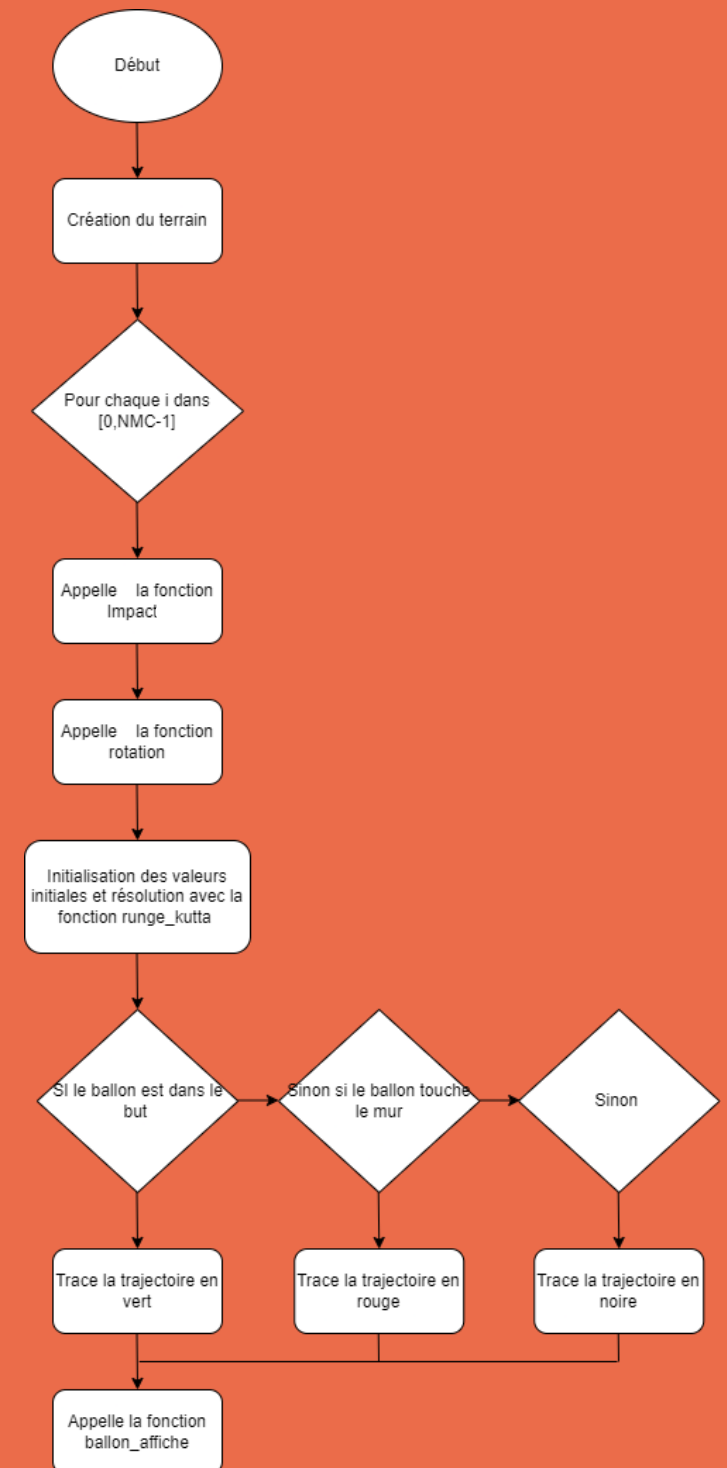 Début
Création du terrain
Pour chaque i dans
[0,NMC-1]
Appelle la fonction
Impact
Appelle la fonction
rotation
Initialisation des valeurs
initiales et résolution avec la
fonction runge_kutta
SI le ballon est dans le
but
Sinon si le ballon touche
le mur
Sinon
Trace la trajectoire en
vert
Trace la trajectoire en
rouge
Trace la trajectoire en
noire
Appelle la fonction
ballon_affiche